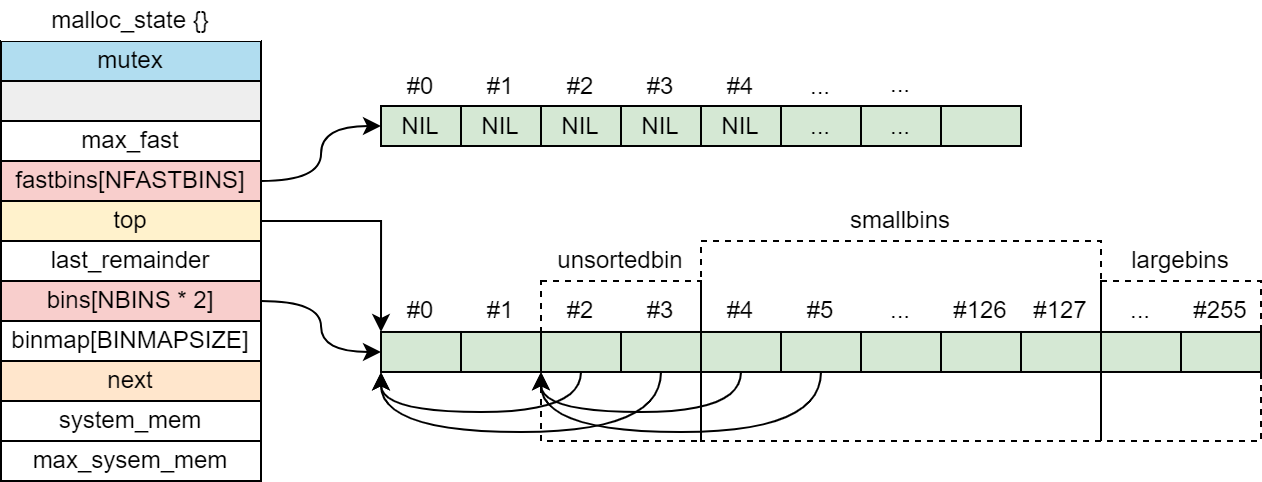 malloc_state {}
mutex
max_fast
fastbins[NFASTBINS]
top
last_remainder
bins[NBINS * 2]
binmap[BINMAPSIZE]
next
system_mem
max_sysem_mem
#0 #1 #2 #3 #4 ... ...
NIL NIL NIL NIL NIL ... ...
smallbins
unsortedbin largebins
#0 #1 #2 #3 #4 #5 ... #126 #127 ... #255